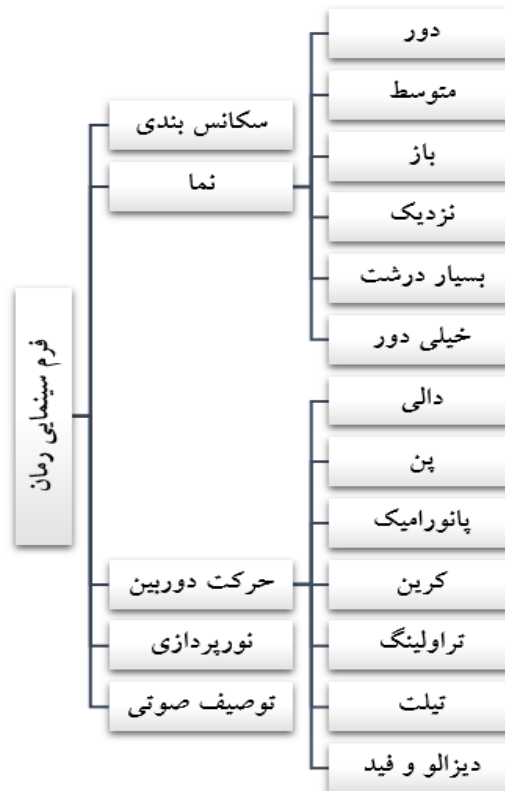 فرم سینمایی رمان
سکانس بندی
نما
دور
متوسط
باز
نزدیک
بسیار درشت
خیلی دور
حرکت دوربین
دالی
پن
پانورامیک
کرین
تراولینگ
تیلت
دیزالو و فید
نورپردازی
توصیف صوتی